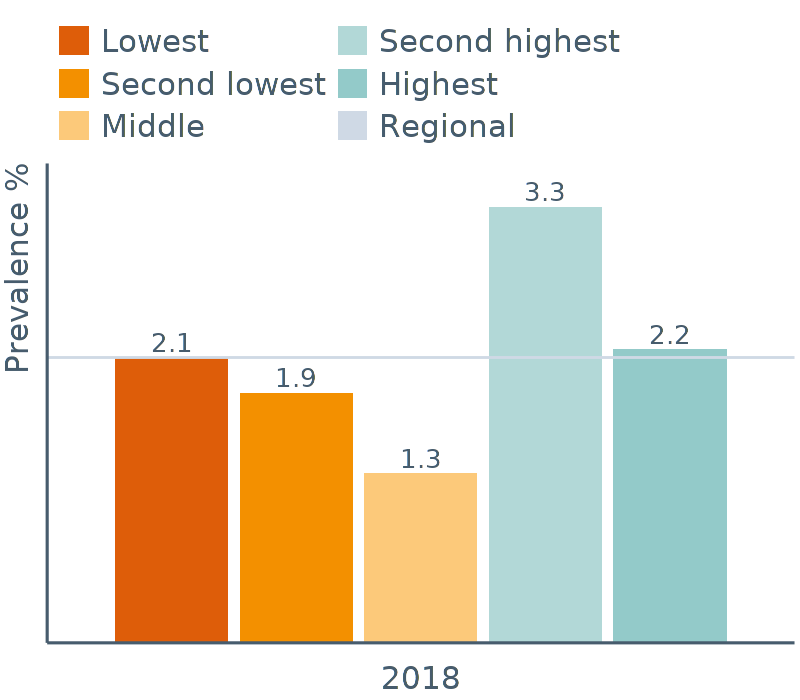 Lowest
Second lowest
Middle
Second highest
Highest
Regional
Prevalence %
2.1
1.9
1.3
3.3
2.2
2018